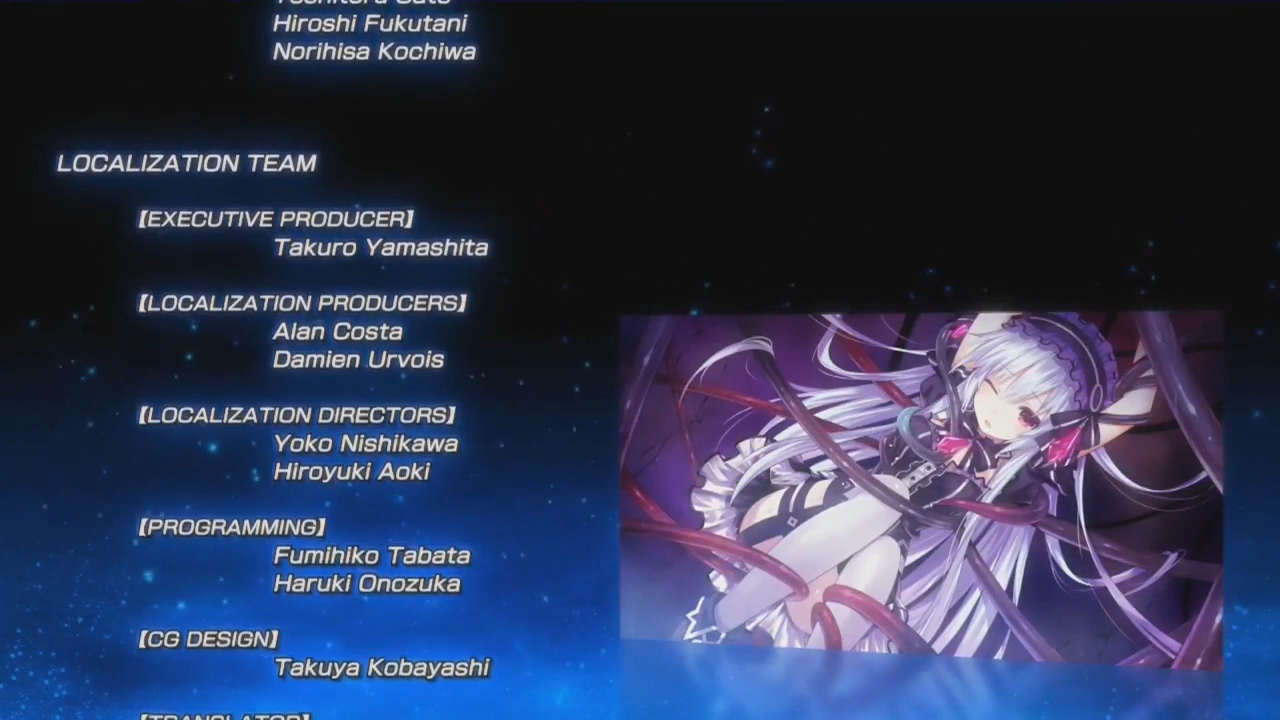 Hiroshi Fukutani
Norihisa Kochiwa
LOCALIZATION TEAM
【EXECUTIVE PRODUCER】
Takuro Yamashita
【LOCALIZATION PRODUCERS】
Alan Costa
Damien Urvois
【LOCALIZATION DIRECTORS】
Yoko Nishikawa
Hiroyuki Aoki
【PROGRAMMING】
Fumihiko Tabata
Haruki Onozuka
【CG DESIGN】
Takuya Kobayashi
【TRANSLATOR】